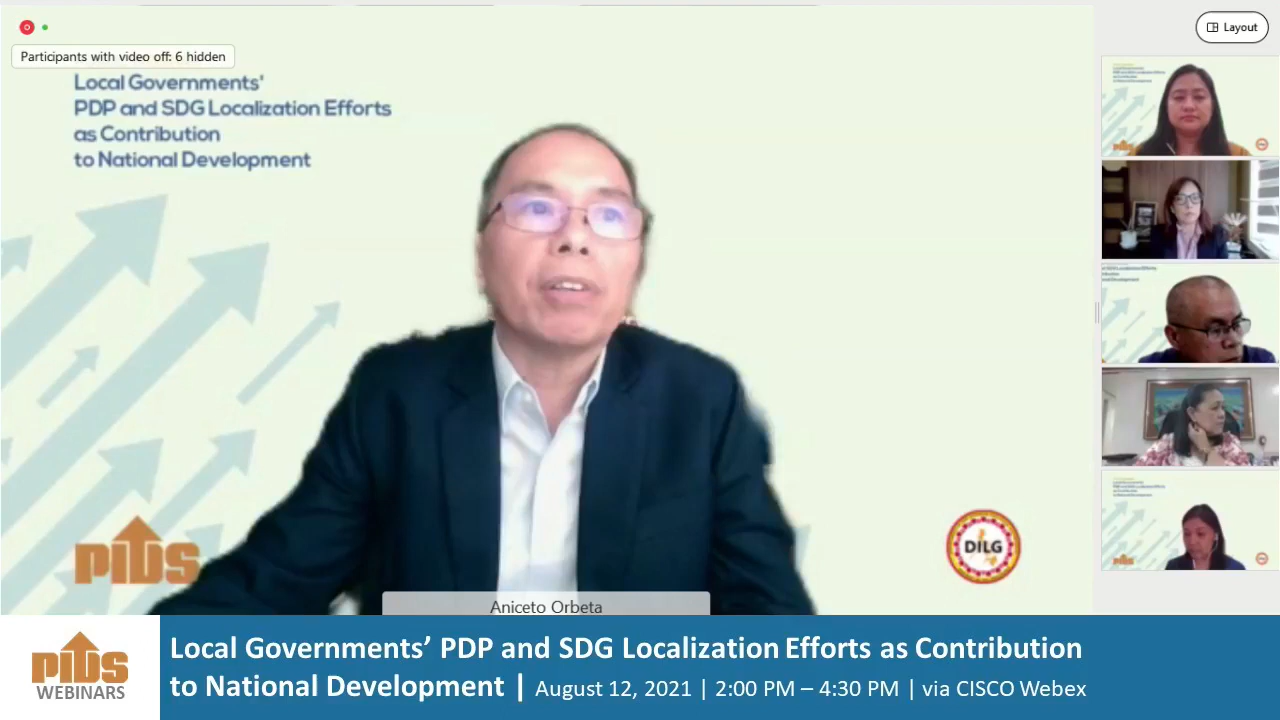 Layout
Participants with video off: 6 hidden
Local Governments'
PDP and SDG Localization Efforts
as Contribution
to National Development
PIDS
DILG
Aniceto Orbeta
PIDS
WEBINARS
Local Governments’ PDP and SDG Localization Efforts as Contribution
to National Development | August 12, 2021 | 2:00 PM – 4:30 PM | via CISCO Webex